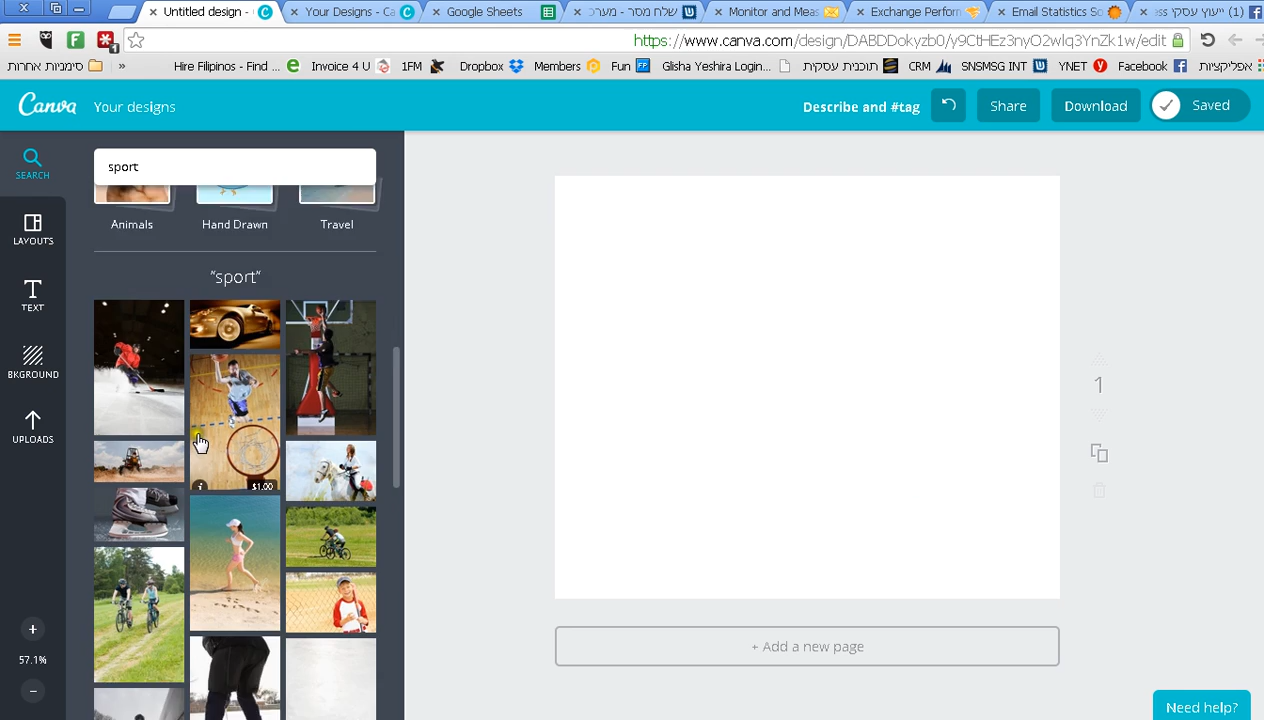 Untitled design -
Your Designs - Ca
Google Sheets
שלח מסר - מערכ
Monitor and Meas
Exchange Perform
Email Statistics So
(1) ייעוץ עסקי ess
https://www.canva.com/design/DABDDokyzb0/y9CtHEz3nyO2wIq3YnZk1w/edit
סימניות אחרות
»
Hire Filipinos - Find ...
Invoice 4 U
1FM
Dropbox
Members
Fun
Glisha Yeshira Login...
תוכנית עסקית
CRM
SNSMSG INT
YNET
Facebook
אפליקציות
Canva
Your designs
Describe and #tag
Share
Download
Saved
SEARCH
LAYOUTS
TEXT
BKGROUND
UPLOADS
+
57.1%
−
sport
Animals
Hand Drawn
Travel
"sport"
i
$1.00
1
+ Add a new page
Need help?